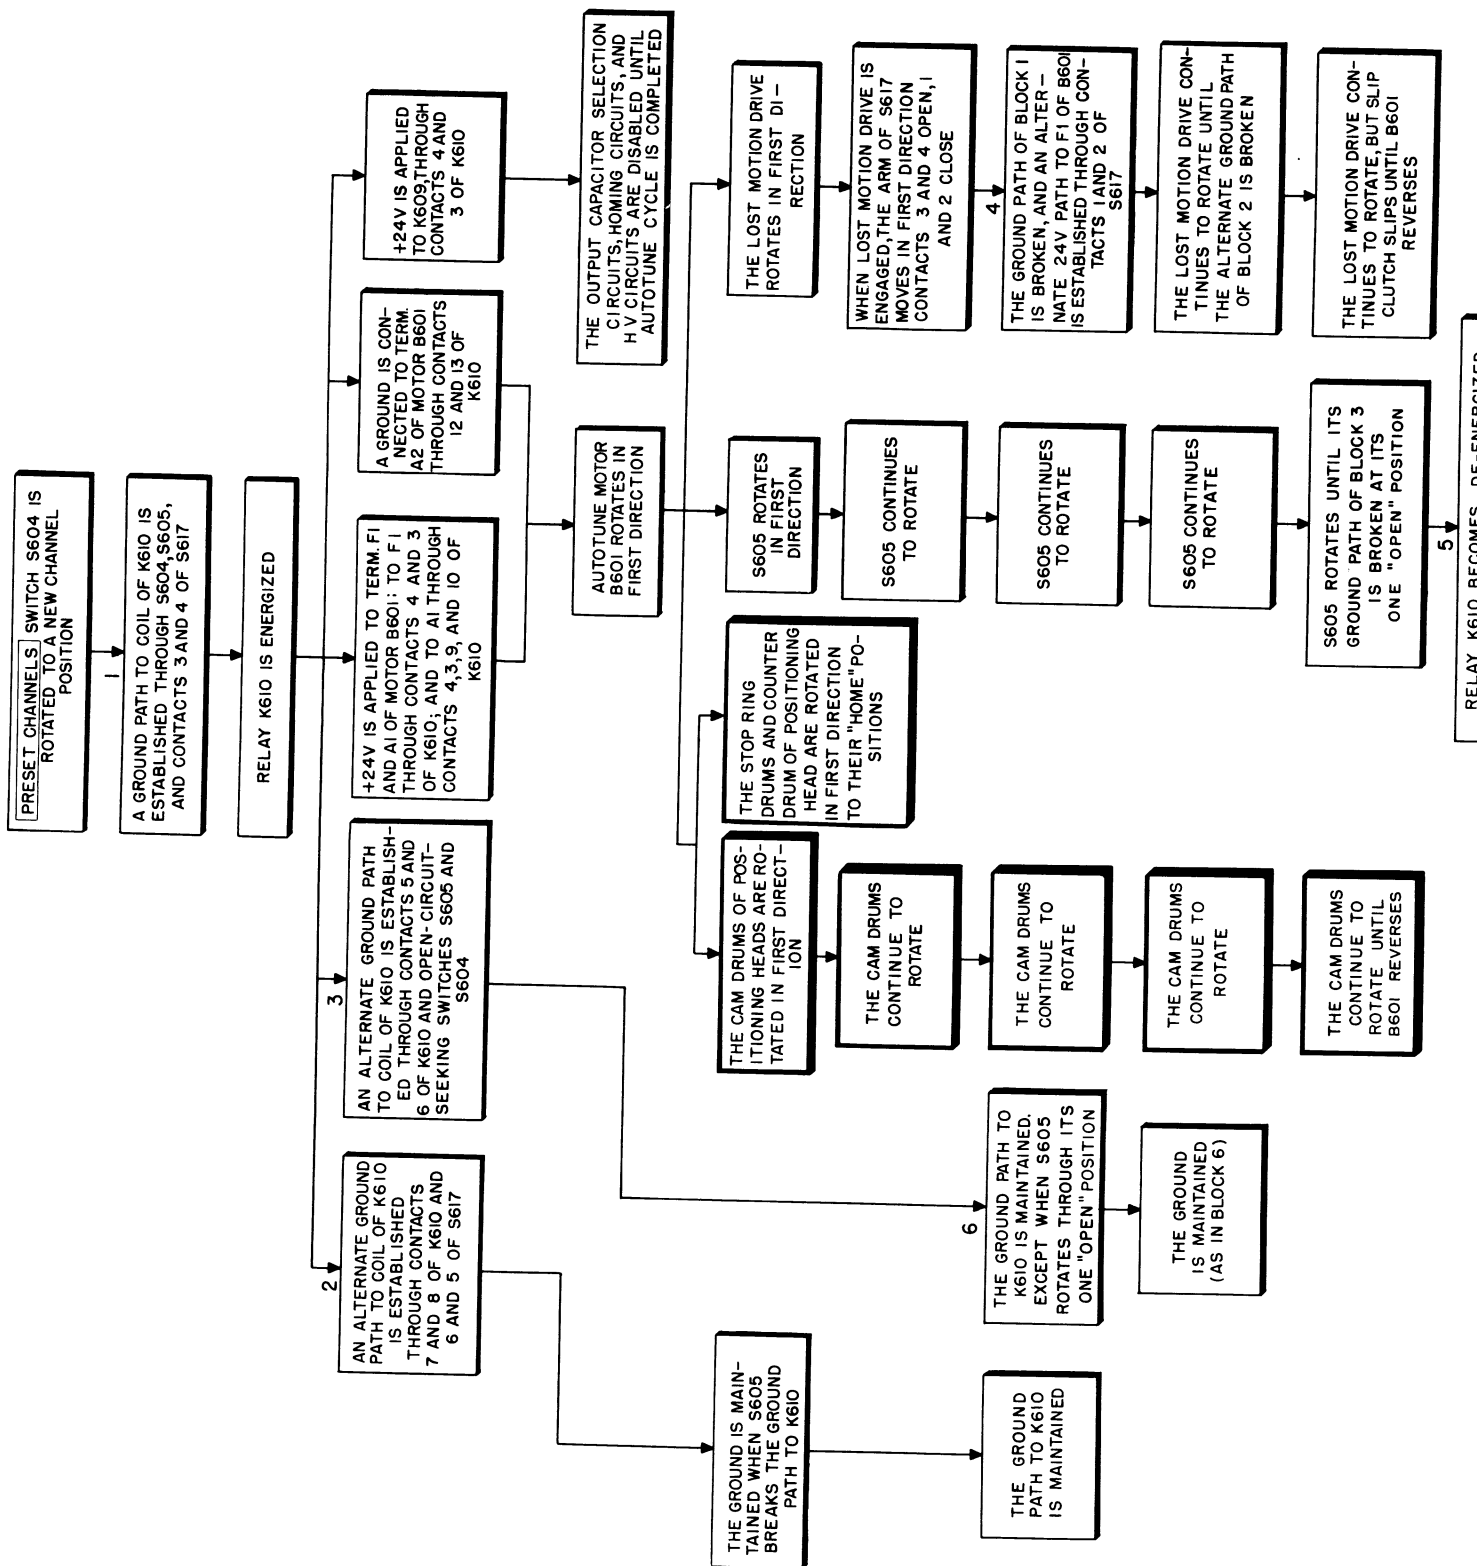 PRESET CHANNELS SWITCH S604 IS
ROTATED TO A NEW CHANNEL
POSITION
1
A GROUND PATH TO COIL OF K610 IS
ESTABLISHED THROUGH S604, S605,
AND CONTACTS 3 AND 4 OF S617
RELAY K610 IS ENERGIZED
2
AN ALTERNATE GROUND
PATH TO COIL OF K610
IS ESTABLISHED
THROUGH CONTACTS
7 AND 8 OF K610 AND
6 AND 5 OF S617
3
AN ALTERNATE GROUND PATH
TO COIL OF K610 IS ESTABLISH-
ED THROUGH CONTACTS 5 AND
6 OF K610 AND OPEN-CIRCUIT-
SEEKING SWITCHES S605 AND
S604
+24V IS APPLIED TO TERM. F1
AND A1 OF MOTOR B601; TO F1
THROUGH CONTACTS 4 AND 3
OF K610; AND TO A1 THROUGH
CONTACTS 4,3,9, AND 10 OF
K610
A GROUND IS CON-
NECTED TO TERM.
A2 OF MOTOR B601
THROUGH CONTACTS
12 AND 13 OF
K610
+24V IS APPLIED
TO K609, THROUGH
CONTACTS 4 AND
3 OF K610
AUTOTUNE MOTOR
B601 ROTATES IN
FIRST DIRECTION
THE OUTPUT CAPACITOR SELECTION
CIRCUITS, HOMING CIRCUITS, AND
HV CIRCUITS ARE DISABLED UNTIL
AUTOTUNE CYCLE IS COMPLETED
THE GROUND IS MAIN-
TAINED WHEN S605
BREAKS THE GROUND
PATH TO K610
THE CAM DRUMS OF POS-
ITIONING HEADS ARE RO-
TATED IN FIRST DIRECT-
ION
THE STOP RING
DRUMS AND COUNTER
DRUM OF POSITIONING
HEAD ARE ROTATED
IN FIRST DIRECTION
TO THEIR "HOME" PO-
SITIONS
S605 ROTATES
IN FIRST
DIRECTION
THE LOST MOTION DRIVE
ROTATES IN FIRST DI-
RECTION
THE CAM DRUMS
CONTINUE TO
ROTATE
S605 CONTINUES
TO ROTATE
WHEN LOST MOTION DRIVE IS
ENGAGED, THE ARM OF S617
MOVES IN FIRST DIRECTION
CONTACTS 3 AND 4 OPEN, 1
AND 2 CLOSE
THE GROUND
PATH TO K610
IS MAINTAINED
6
THE GROUND PATH TO
K610 IS MAINTAINED.
EXCEPT WHEN S605
ROTATES THROUGH ITS
ONE "OPEN" POSITION
THE CAM DRUMS
CONTINUE TO
ROTATE
S605 CONTINUES
TO ROTATE
4
THE GROUND PATH OF BLOCK 1
IS BROKEN, AND AN ALTER-
NATE 24V PATH TO F1 OF B601
IS ESTABLISHED THROUGH CON-
TACTS 1 AND 2 OF
S617
THE GROUND
IS MAINTAINED
(AS IN BLOCK 6)
THE CAM DRUMS
CONTINUE TO
ROTATE
S605 CONTINUES
TO ROTATE
THE LOST MOTION DRIVE CON-
TINUES TO ROTATE UNTIL
THE ALTERNATE GROUND PATH
OF BLOCK 2 IS BROKEN
THE CAM DRUMS
CONTINUE TO
ROTATE UNTIL
B601 REVERSES
S605 ROTATES UNTIL ITS
GROUND PATH OF BLOCK 3
IS BROKEN AT ITS
ONE "OPEN" POSITION
THE LOST MOTION DRIVE CON-
TINUES TO ROTATE, BUT SLIP
CLUTCH SLIPS UNTIL B601
REVERSES
5
RELAY K610 BECOMES DE-ENERGIZED